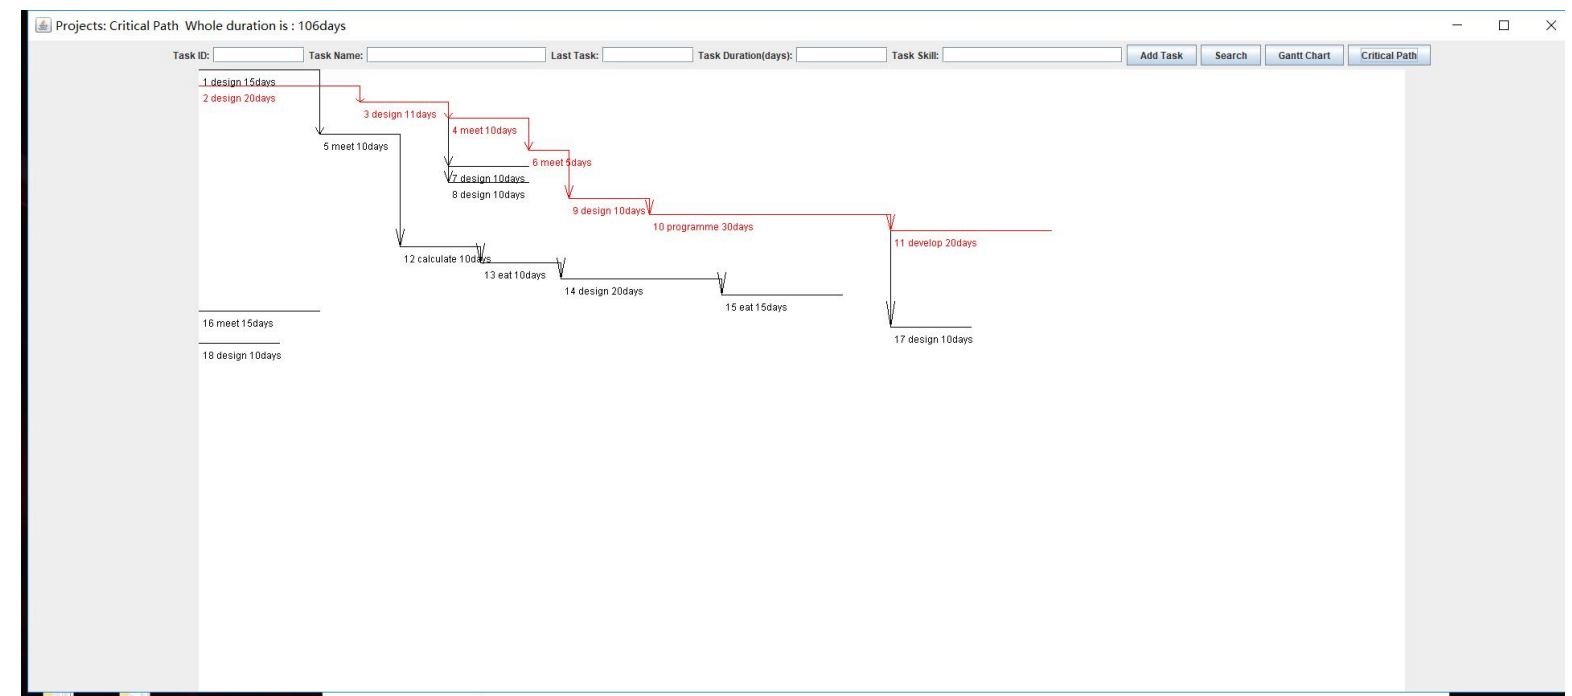 Projects: Critical Path  Whole duration is : 106days
Task ID: Task Name: Last Task: Task Duration(days): Task Skill: Add Task Search Gantt Chart Critical Path
1 design 15days
2 design 20days
3 design 11days
4 meet 10days
5 meet 10days
6 meet 5days
7 design 10days
8 design 10days
9 design 10days
10 programme 30days
11 develop 20days
12 calculate 10days
13 eat 10days
14 design 20days
15 eat 15days
16 meet 15days
17 design 10days
18 design 10days